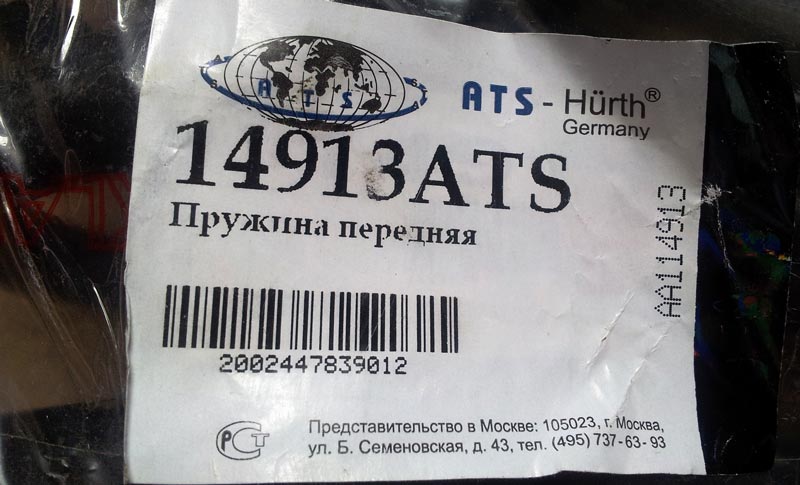 A T S
ATS - Hürth®
Germany
14913ATS
Пружина передняя
AA114913
2002447839012
РСТ
Представительство в Москве: 105023, г. Москва,
ул. Б. Семеновская, д. 43, тел. (495) 737-63-93